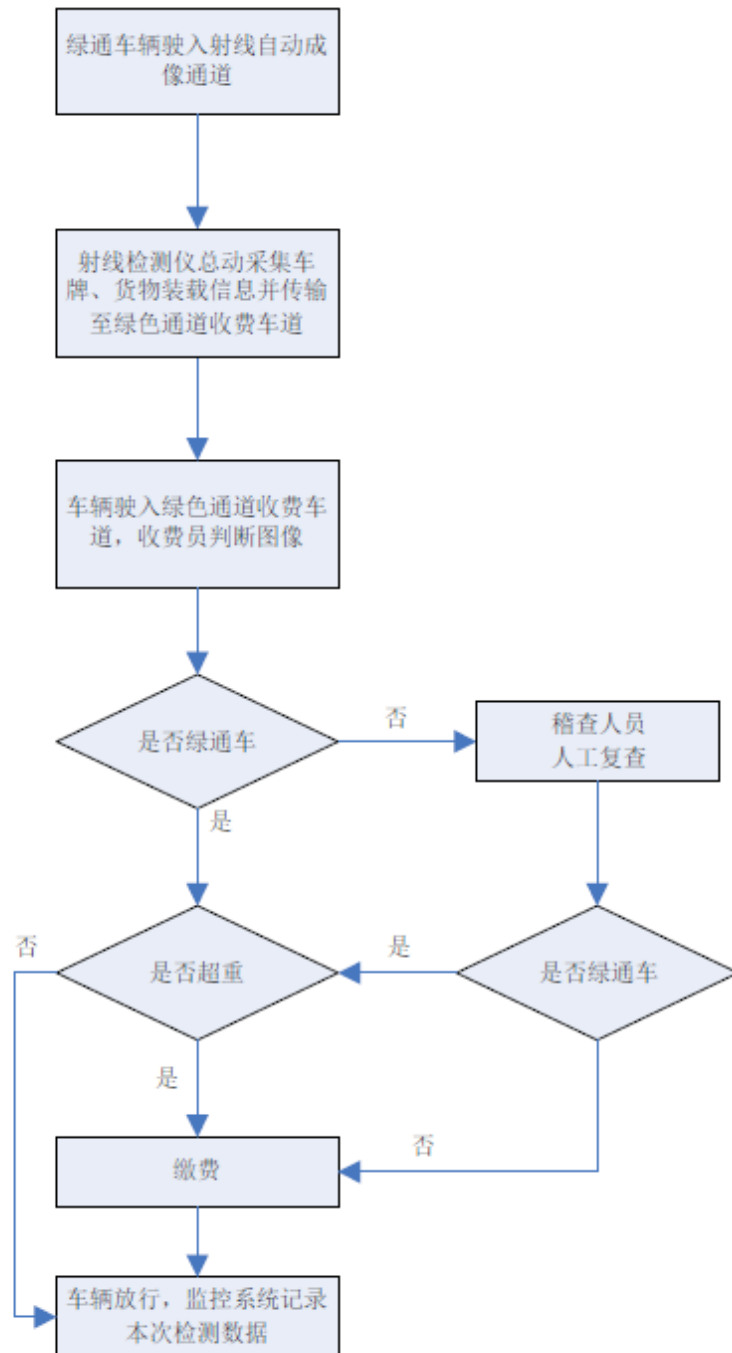 绿通车辆驶入射线自动成
像通道
射线检测仪总动采集车
牌、货物装载信息并传输
至绿色通道收费车道
车辆驶入绿色通道收费车
道，收费员判断图像
是否绿通车
否
稽查人员
人工复查
是
否
是否超重
是
是否绿通车
是
否
缴费
车辆放行，监控系统记录
本次检测数据